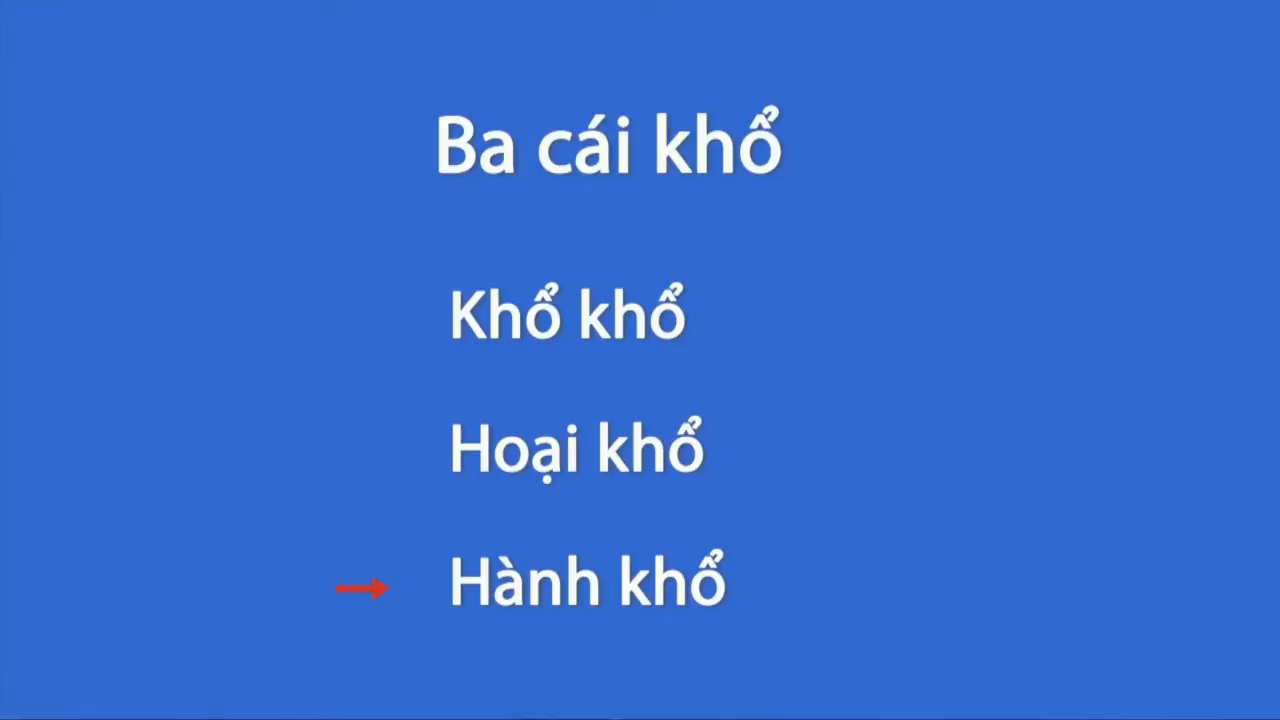 Ba cái khổ
Khổ khổ
Hoại khổ
Hành khổ